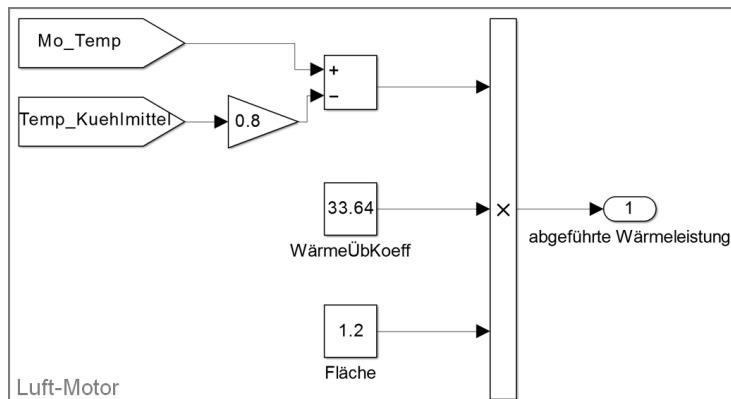 Mo_Temp
+
Temp_Kuehlmittel
0.8
−
33.64
×
1
WärmeÜbKoeff
abgeführte Wärmeleistung
1.2
Fläche
Luft-Motor